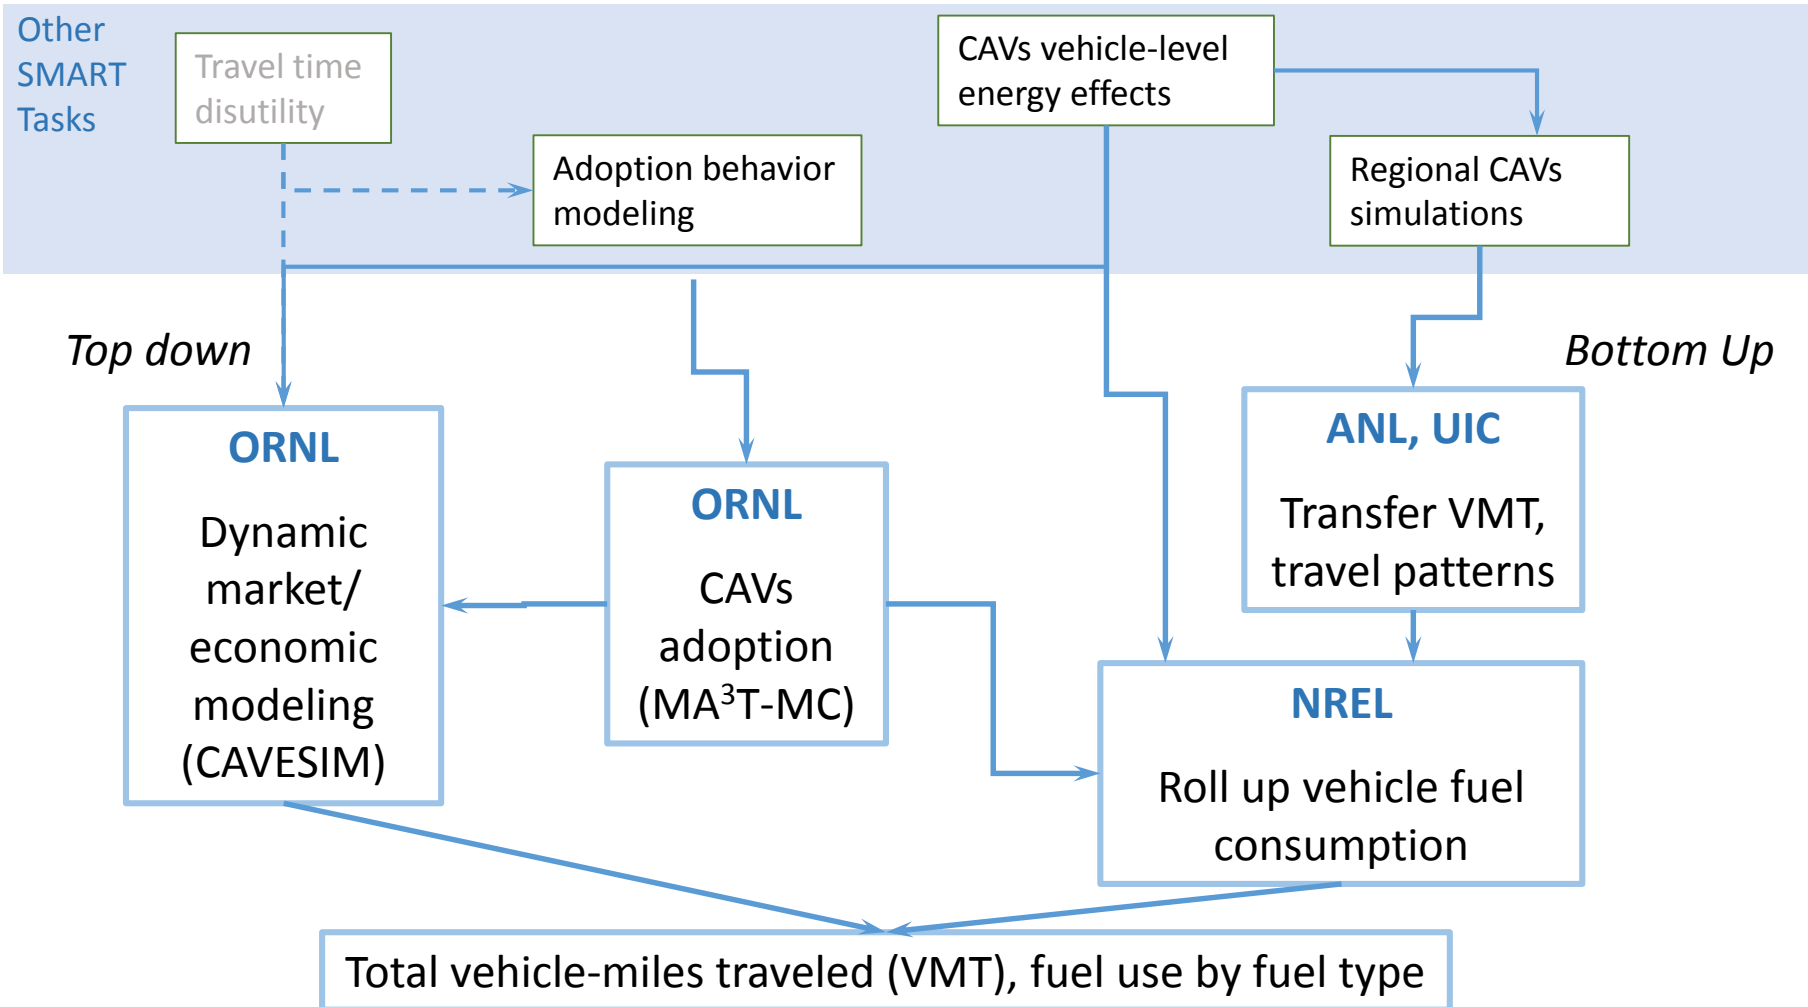 Other
SMART
Tasks
Travel time
disutility
CAVs vehicle-level
energy effects
Adoption behavior
modeling
Regional CAVs
simulations
Top down
Bottom Up
ORNL
Dynamic
market/
economic
modeling
(CAVESIM)
ORNL
CAVs
adoption
(MA³T-MC)
ANL, UIC
Transfer VMT,
travel patterns
NREL
Roll up vehicle fuel
consumption
Total vehicle-miles traveled (VMT), fuel use by fuel type